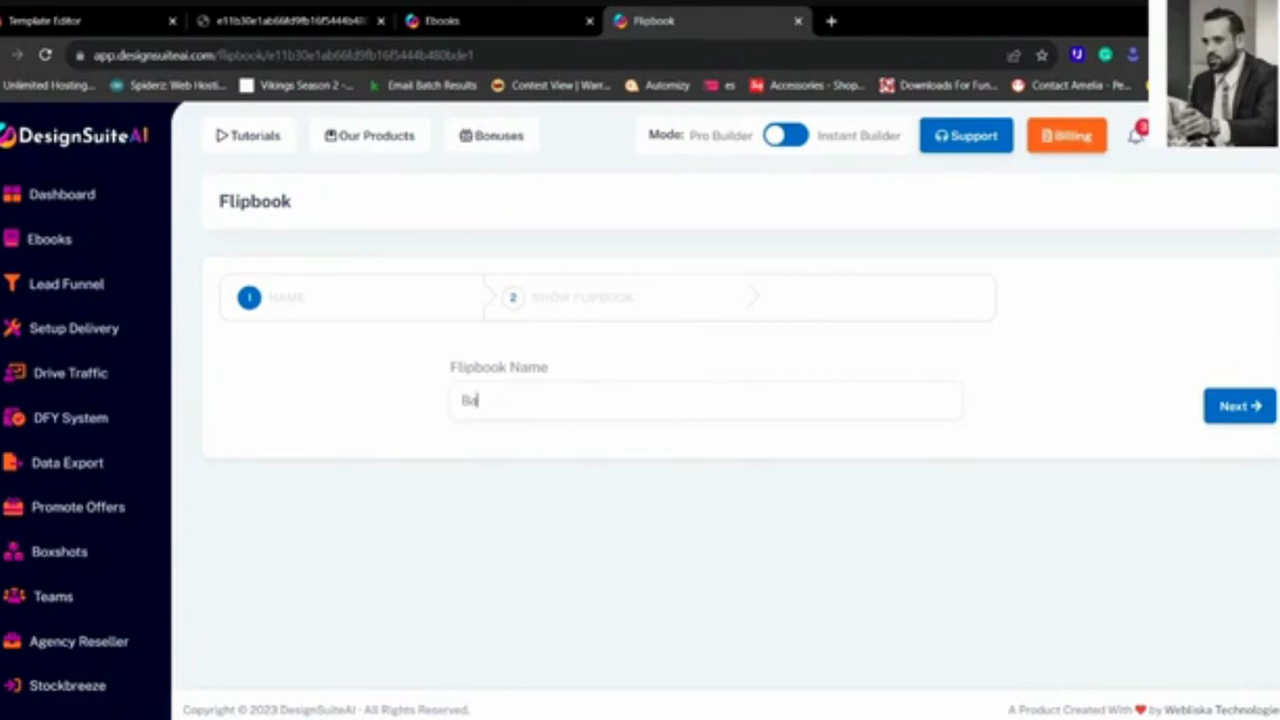 Template Editor
Ebooks
Flipbook
app.designsuiteai.com/flipbook/e11b30e1ab66fd9fb16f5444b480bde1
Unlimited Hosting...
Spiderz Web Hosti...
Vikings Season 2 -...
Email Batch Results
Contest View | Warr...
Automizy
es
Accessories - Shop...
Downloads For Fun...
Contact Amelia - Pe...
DesignSuiteAI
Tutorials
Our Products
Bonuses
Mode: Pro Builder
Instant Builder
Support
Billing
Dashboard
Ebooks
Lead Funnel
Setup Delivery
Drive Traffic
DFY System
Data Export
Promote Offers
Boxshots
Teams
Agency Reseller
Stockbreeze
Flipbook
1 NAME
2 SHOW FLIPBOOK
Flipbook Name
Ba
Next
Copyright © 2023 DesignSuiteAI - All Rights Reserved.
A Product Created With ❤ by Webliska Technologie